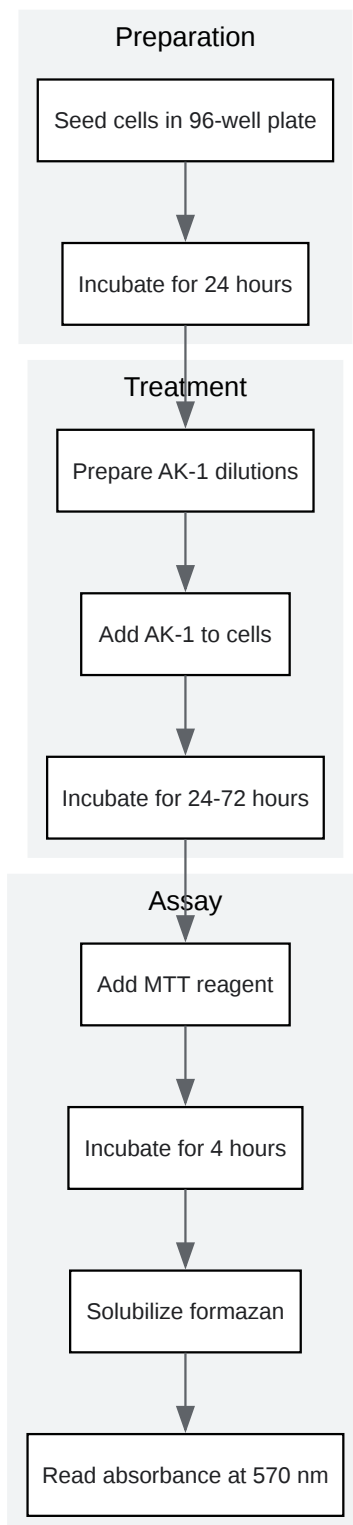 Preparation
Seed cells in 96-well plate
Incubate for 24 hours
Treatment
Prepare AK-1 dilutions
Add AK-1 to cells
Incubate for 24-72 hours
Assay
Add MTT reagent
Incubate for 4 hours
Solubilize formazan
Read absorbance at 570 nm